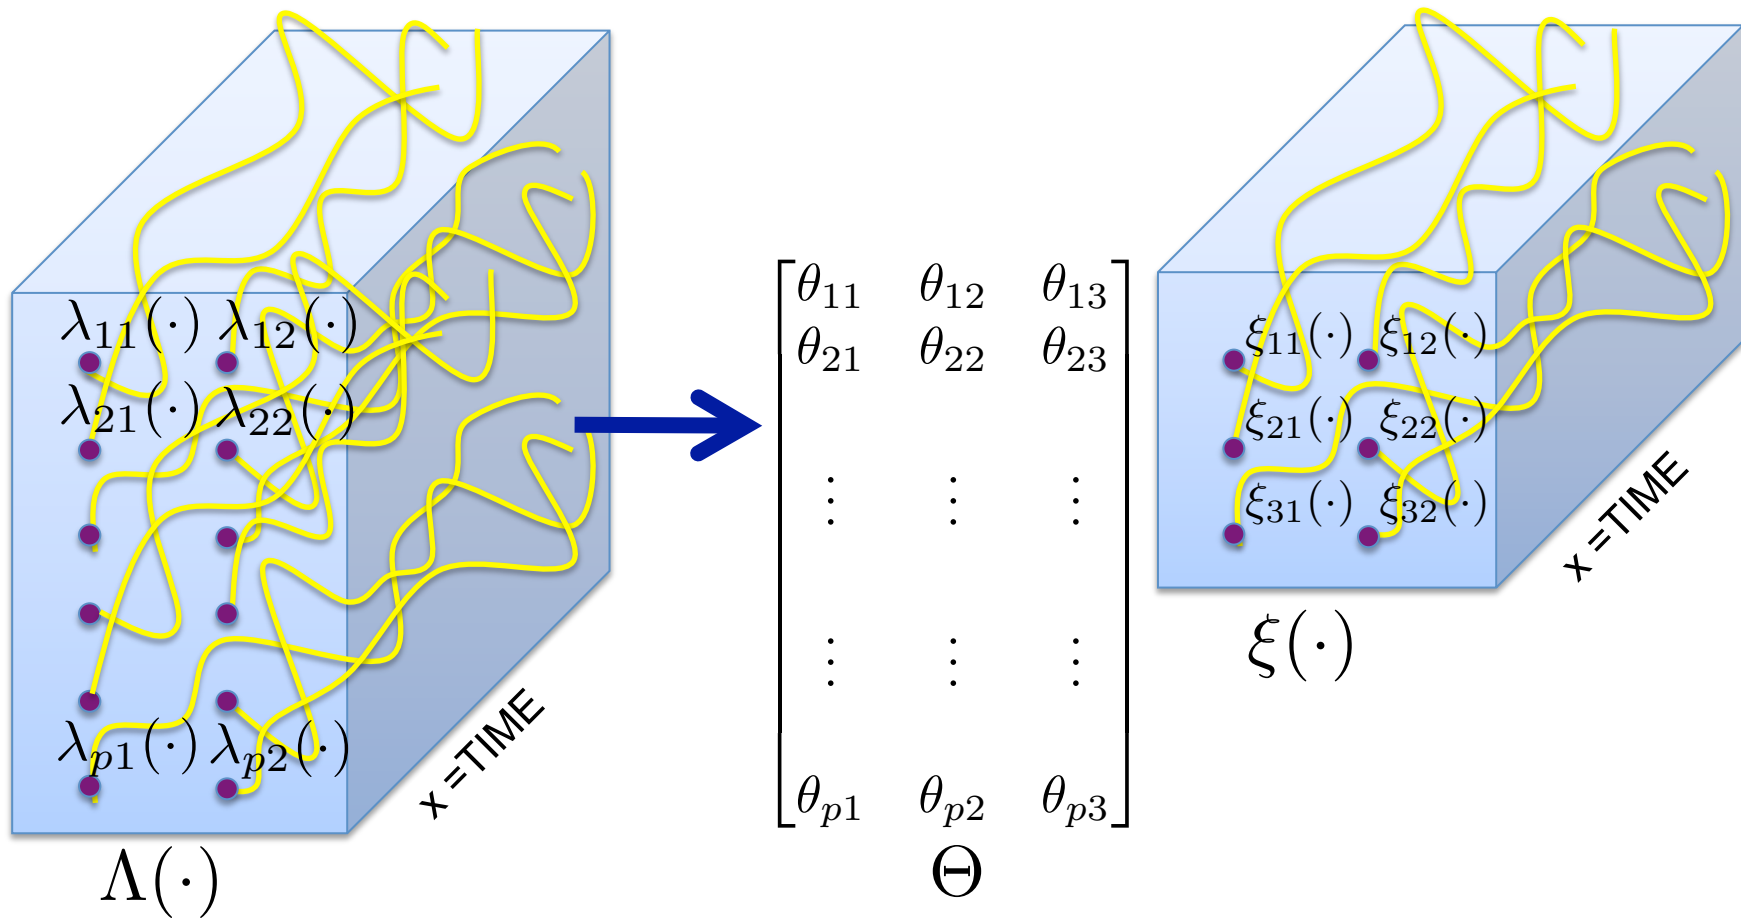 λ₁₁(·) λ₁₂(·)
λ₂₁(·) λ₂₂(·)
λₚ₁(·) λₚ₂(·)
x =TIME
Λ(·)
θ₁₁ θ₁₂ θ₁₃
θ₂₁ θ₂₂ θ₂₃
⋮ ⋮ ⋮
⋮ ⋮ ⋮
θₚ₁ θₚ₂ θₚ₃
Θ
ξ₁₁(·) ξ₁₂(·)
ξ₂₁(·) ξ₂₂(·)
ξ₃₁(·) ξ₃₂(·)
x =TIME
ξ(·)